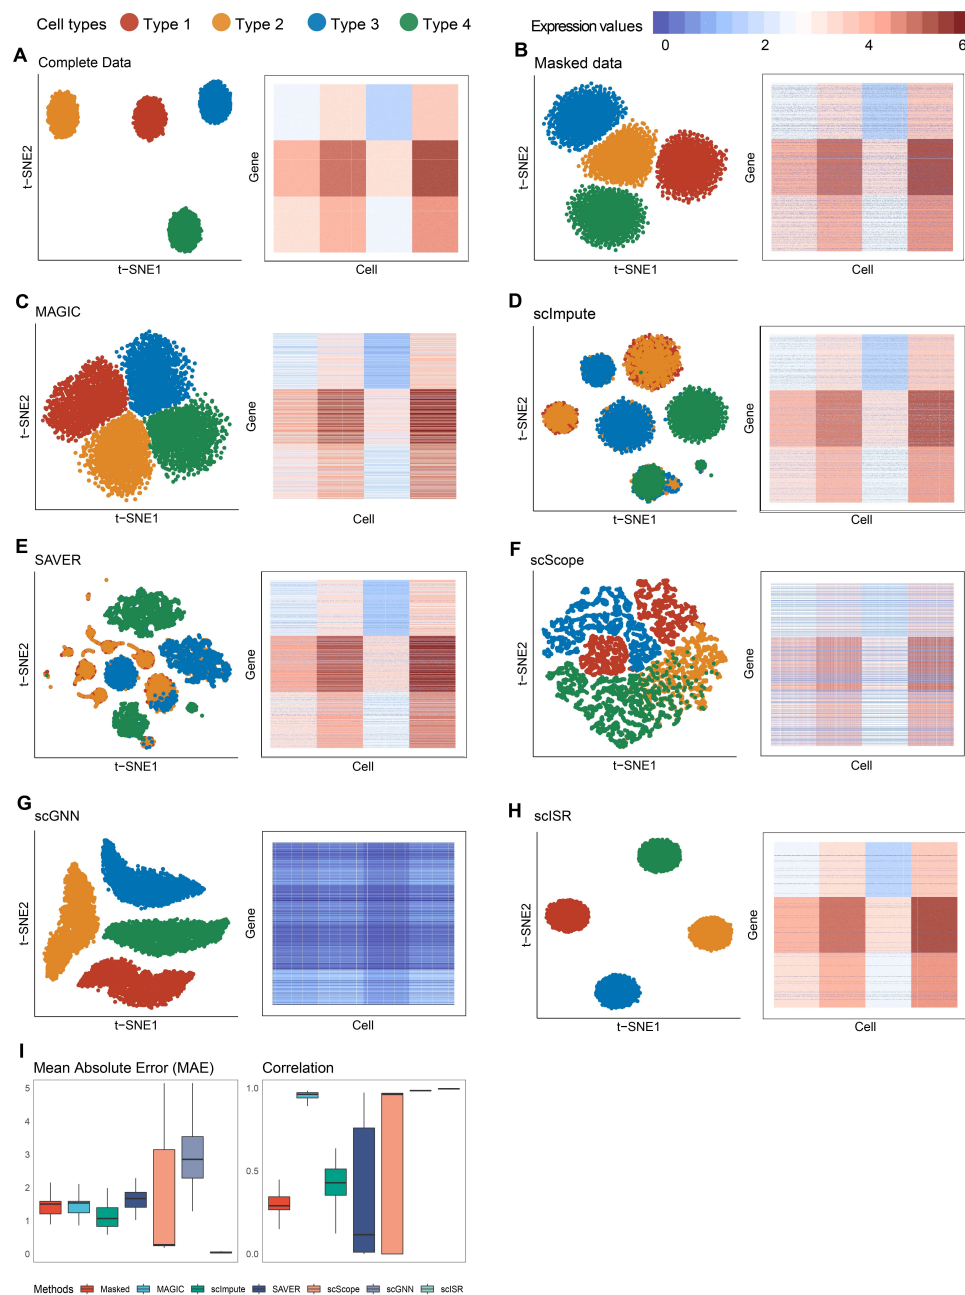 Cell types Type 1 Type 2 Type 3 Type 4
Expression values
0 2 4 6
A
Complete Data
t−SNE2
t−SNE1
Gene
Cell
B
Masked data
t−SNE2
t−SNE1
Gene
Cell
C
MAGIC
t−SNE2
t−SNE1
Gene
Cell
D
scImpute
t−SNE2
t−SNE1
Gene
Cell
E
SAVER
t−SNE2
t−SNE1
Gene
Cell
F
scScope
t−SNE2
t−SNE1
Gene
Cell
G
scGNN
t−SNE2
t−SNE1
Gene
Cell
H
scISR
t−SNE2
t−SNE1
Gene
Cell
I
Mean Absolute Error (MAE)
5
4
3
2
1
0
Correlation
1.0
0.5
0.0
Methods Masked MAGIC scImpute SAVER scScope scGNN scISR